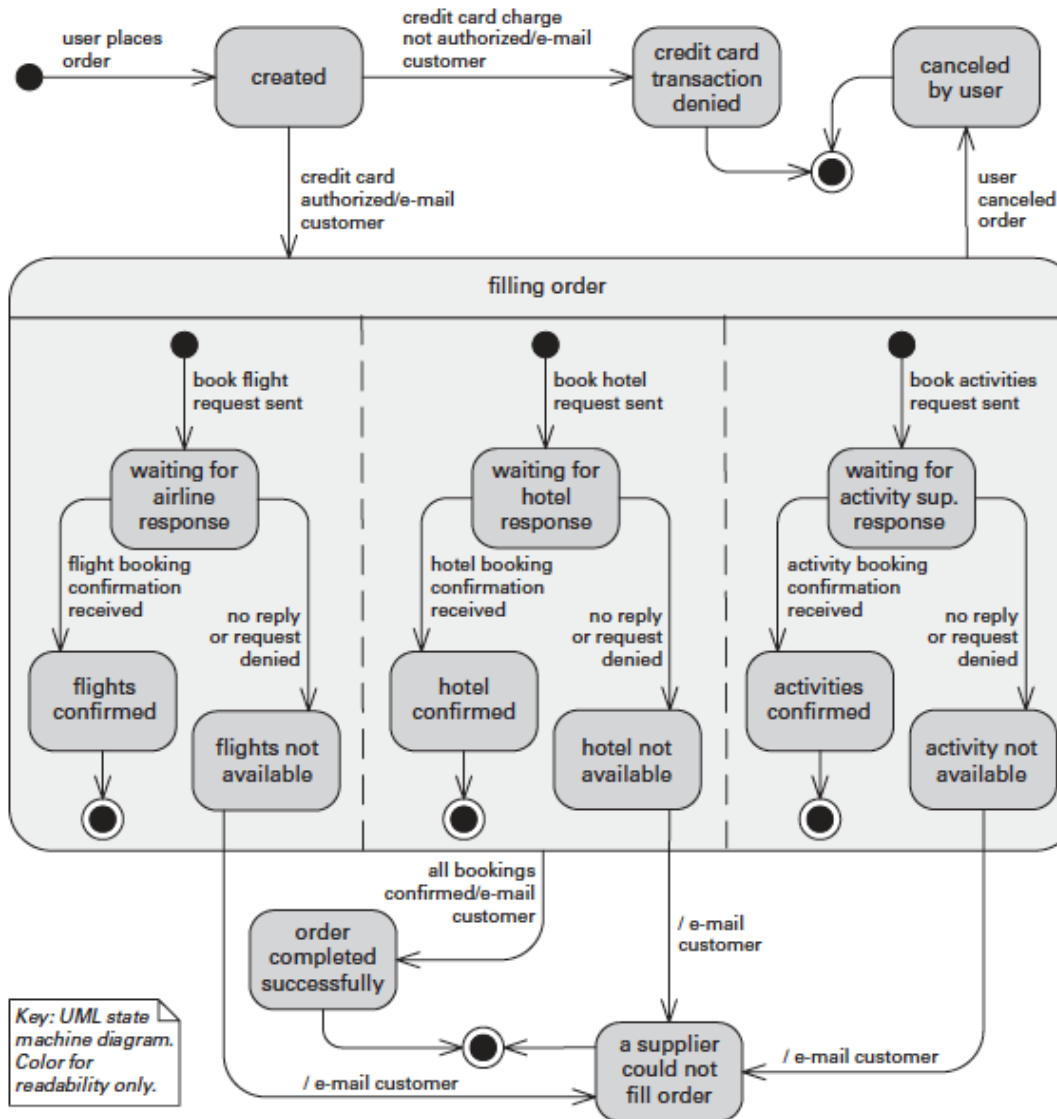 user places
order
created
credit card charge
not authorized/e-mail
customer
credit card
transaction
denied
canceled
by user
credit card
authorized/e-mail
customer
user
canceled
order
filling order
book flight
request sent
waiting for
airline
response
flight booking
confirmation
received
no reply
or request
denied
flights
confirmed
flights not
available
book hotel
request sent
waiting for
hotel
response
hotel booking
confirmation
received
no reply
or request
denied
hotel
confirmed
hotel not
available
book activities
request sent
waiting for
activity sup.
response
activity booking
confirmation
received
no reply
or request
denied
activities
confirmed
activity not
available
all bookings
confirmed/e-mail
customer
order
completed
successfully
/ e-mail
customer
/ e-mail customer
/ e-mail customer
a supplier
could not
fill order
Key: UML state
machine diagram.
Color for
readability only.